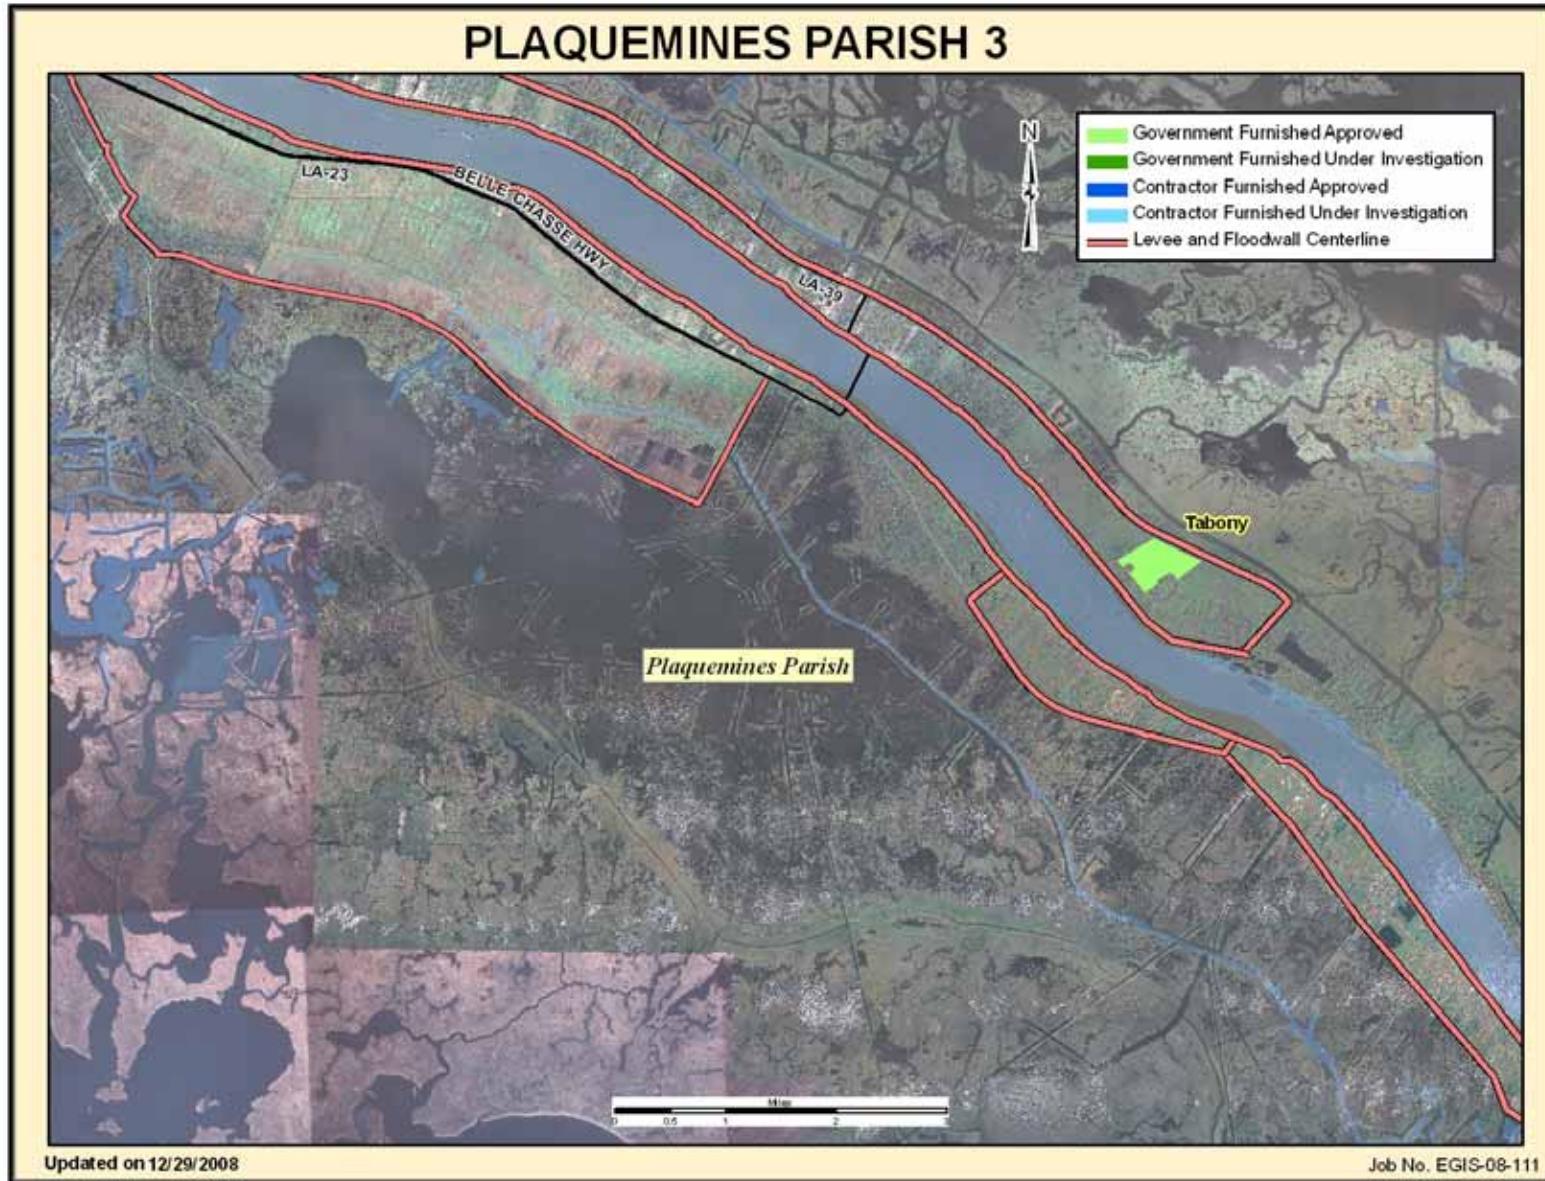 PLAQUEMINES PARISH 3
N
Government Furnished Approved
Government Furnished Under Investigation
Contractor Furnished Approved
Contractor Furnished Under Investigation
Levee and Floodwall Centerline
LA-23
BELLE CHASSE HWY
LA-39
Tabony
Plaquemines Parish
Miles
0 0.5 1 2 3
Updated on 12/29/2008
Job No. EGIS-08-111